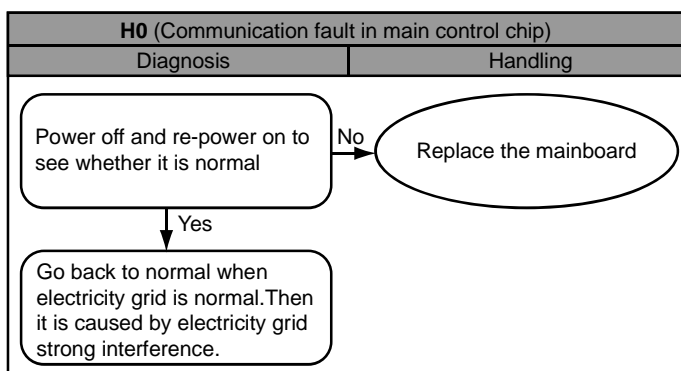 H0 (Communication fault in main control chip)
Diagnosis
Handling
Power off and re-power on to
see whether it is normal
No
Replace the mainboard
Yes
Go back to normal when
electricity grid is normal.Then
it is caused by electricity grid
strong interference.